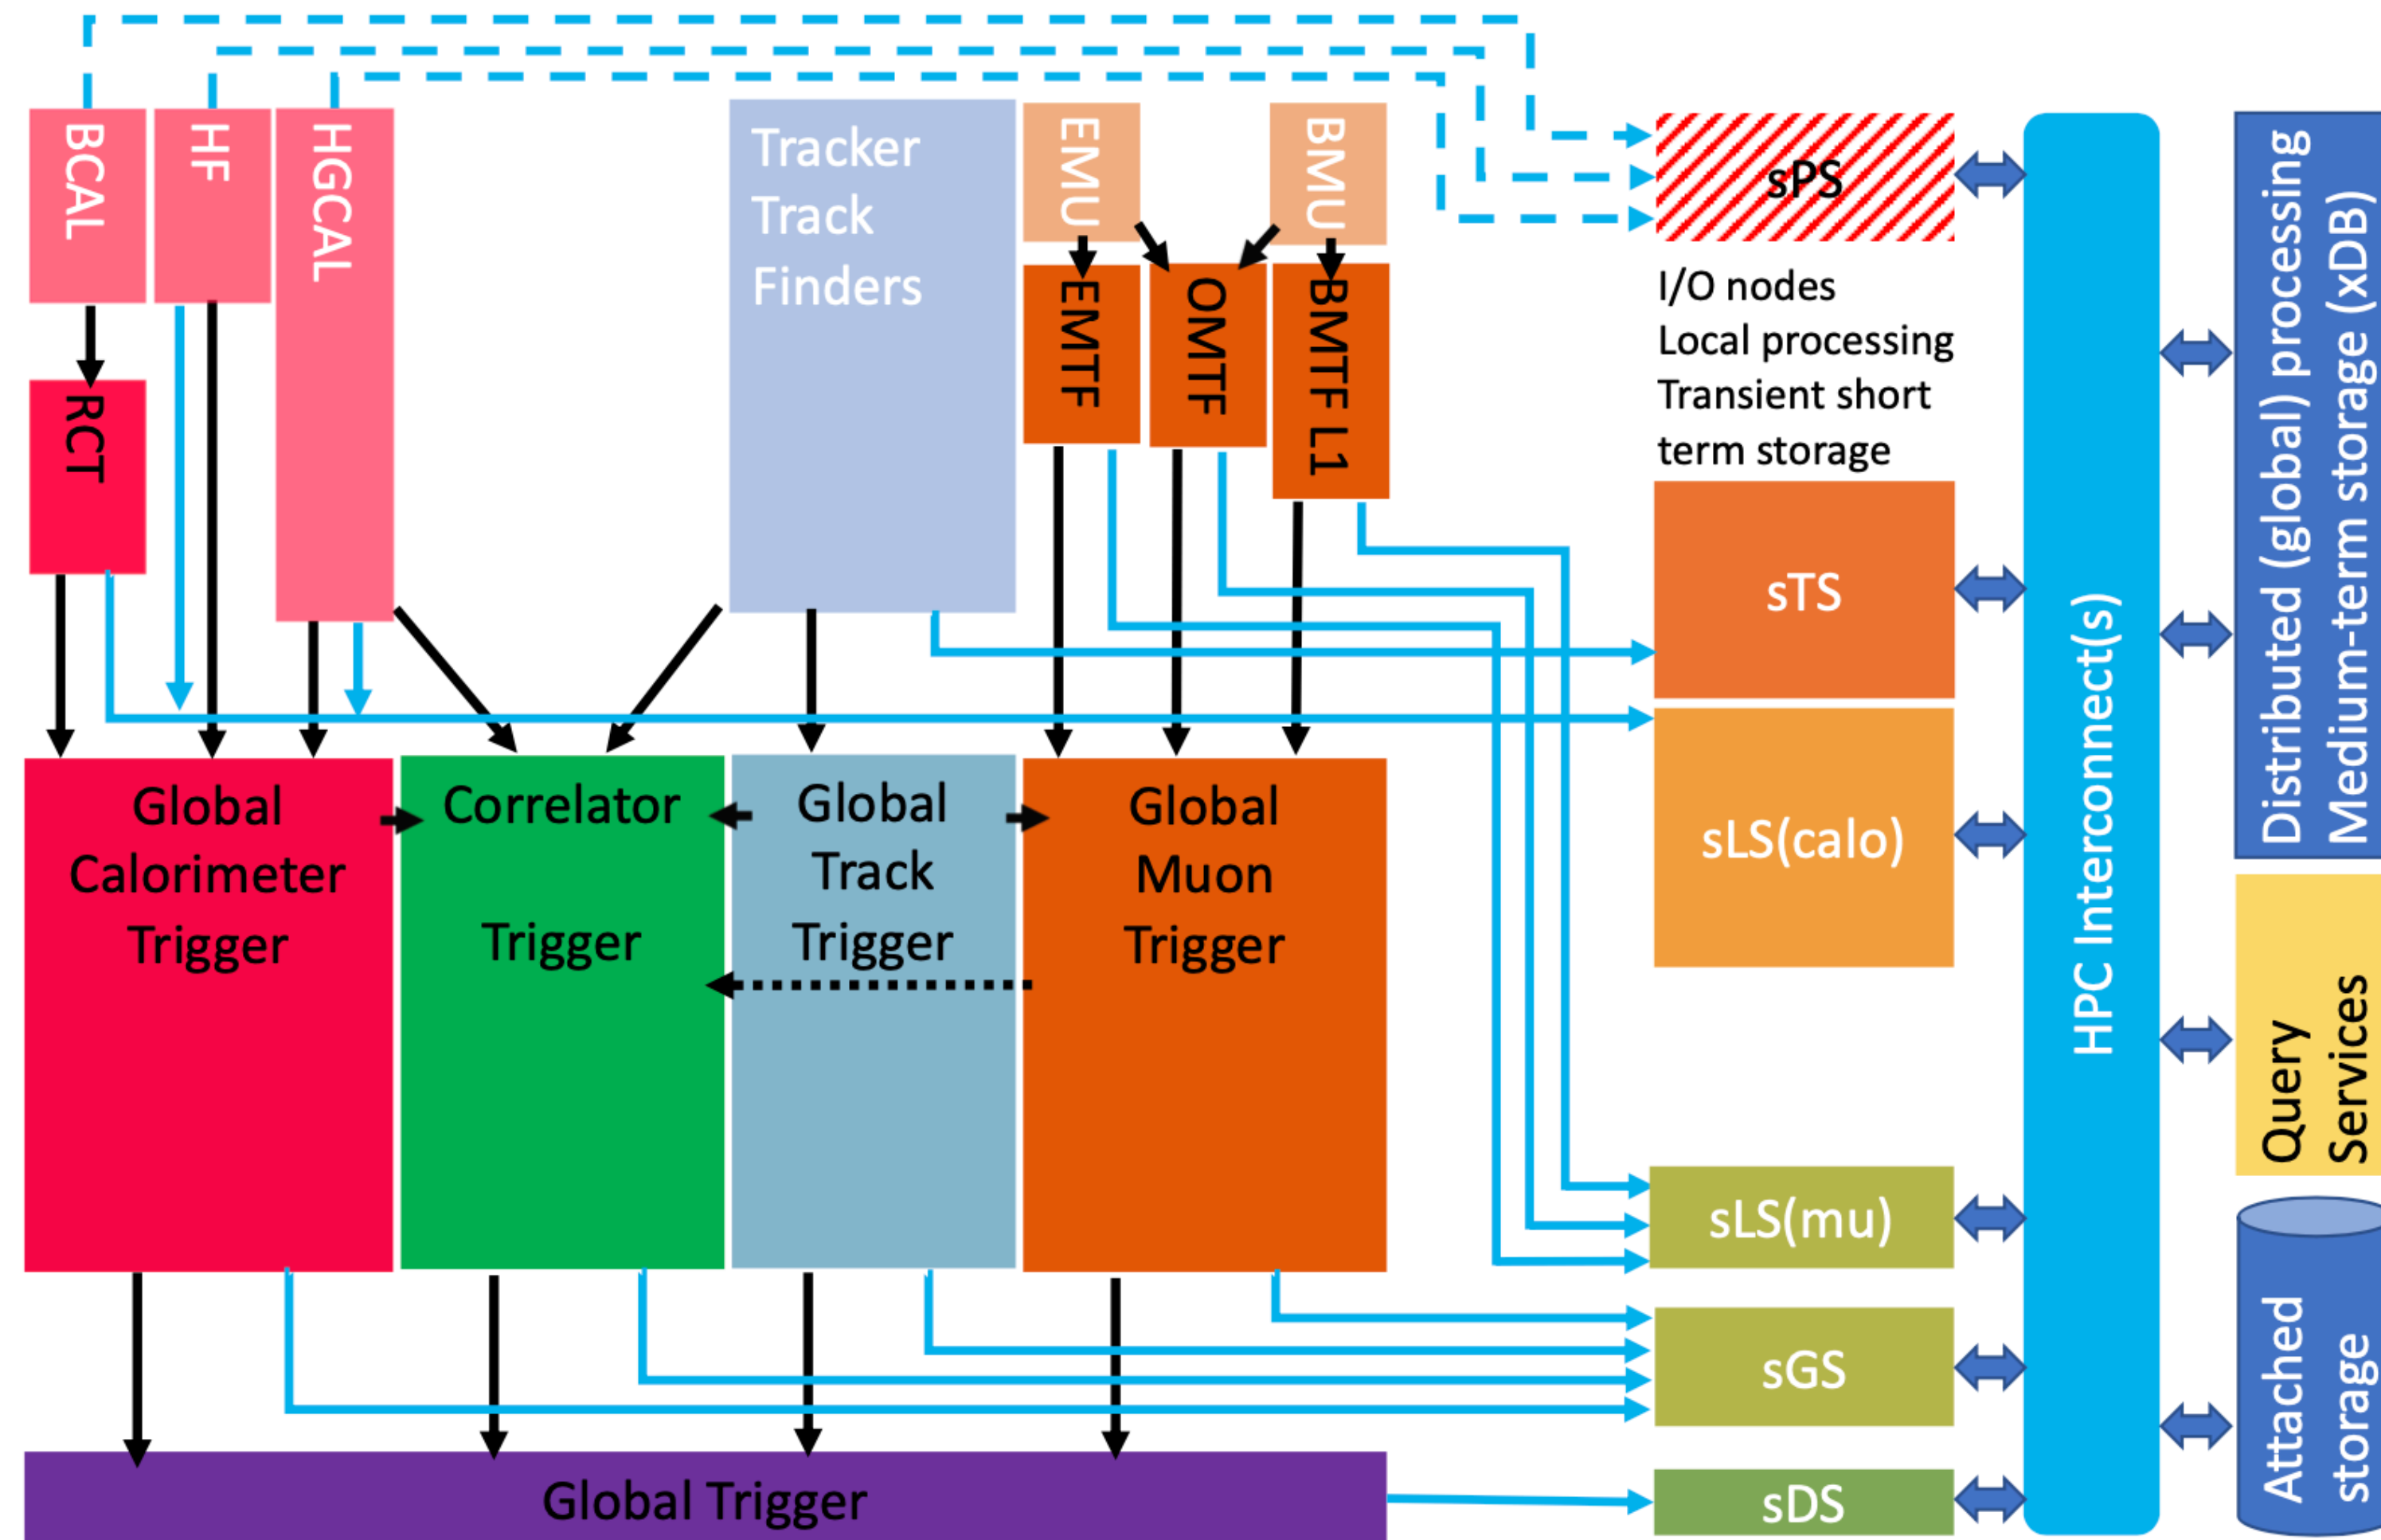 BCAL
HF
HGCAL
Tracker
Track
Finders
EMU
BMU
sPS
EMTF
OMTF
BMTF L1
RCT
I/O nodes
Local processing
Transient short
term storage
sTS
sLS(calo)
Global
Calorimeter
Trigger
Correlator
Trigger
Global
Track
Trigger
Global
Muon
Trigger
sLS(mu)
sGS
sDS
Global Trigger
HPC Interconnect(s)
Distributed (global) processing
Medium-term storage (xDB)
Query
Services
Attached
storage